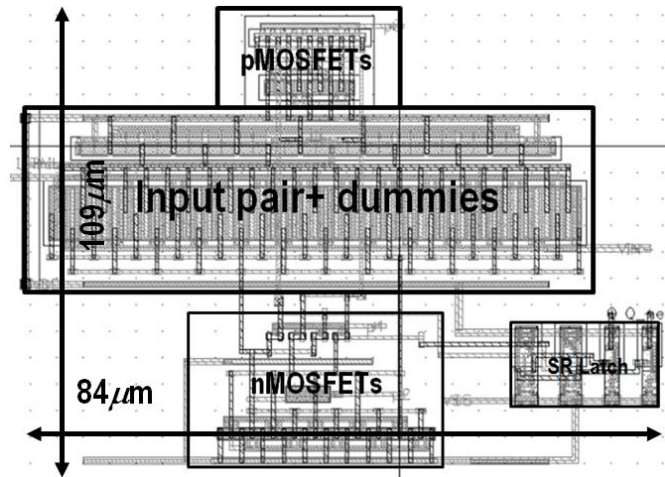 pMOSFETs
Input pair+ dummies
109μm
nMOSFETs
SR Latch
84μm